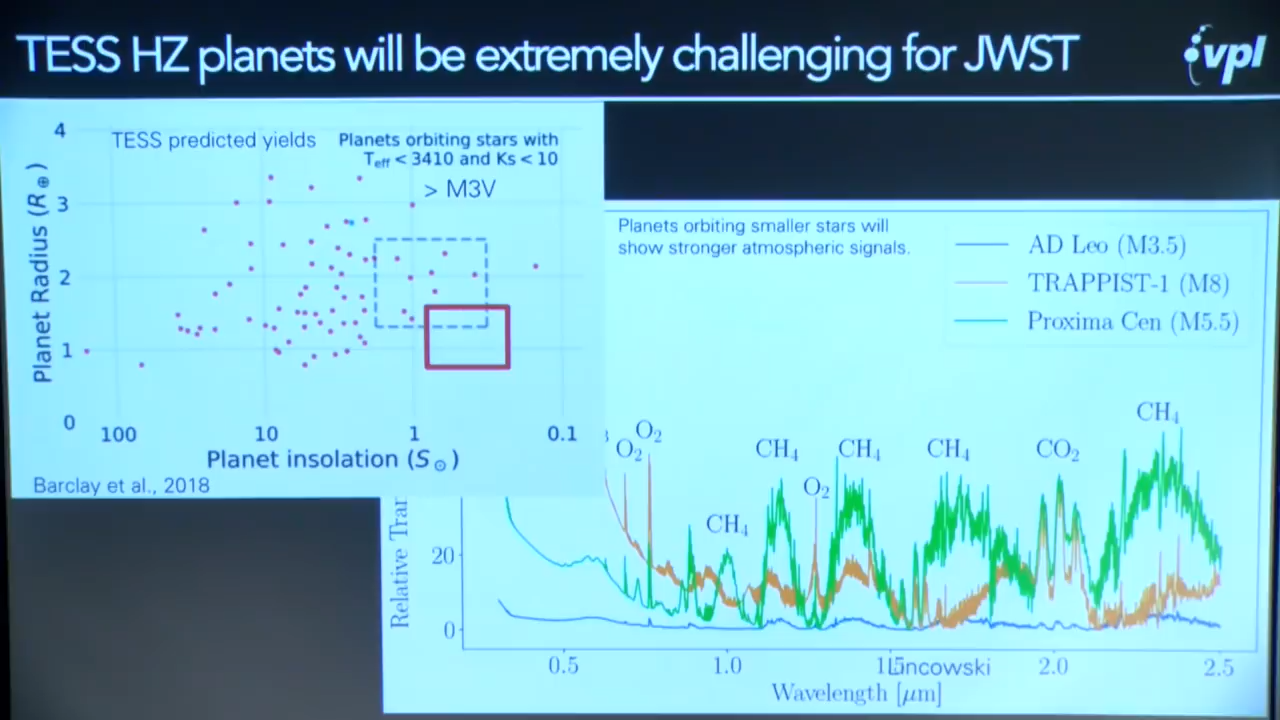 TESS HZ planets will be extremely challenging for JWST
vpl
TESS predicted yields
Planets orbiting stars with
Teff < 3410 and Ks < 10
> M3V
Planet Radius (R⊕)
4
3
2
1
0
100
10
1
0.1
Planet insolation (S⊙)
Barclay et al., 2018
Planets orbiting smaller stars will
show stronger atmospheric signals.
AD Leo (M3.5)
TRAPPIST-1 (M8)
Proxima Cen (M5.5)
O2
O2
CH4
CH4
O2
CH4
CH4
CO2
CH4
Relative Tran
20
0
0.5
1.0
1.5
Lincowski
2.0
2.5
Wavelength [μm]